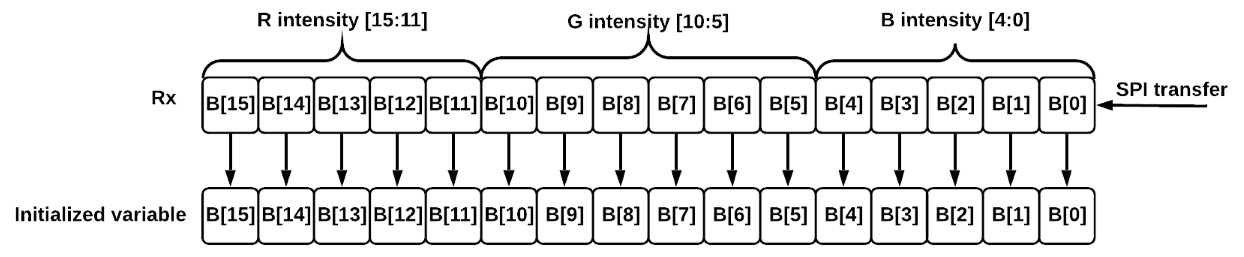 R intensity [15:11] G intensity [10:5] B intensity [4:0]
Rx B[15] B[14] B[13] B[12] B[11] B[10] B[9] B[8] B[7] B[6] B[5] B[4] B[3] B[2] B[1] B[0] SPI transfer
Initialized variable B[15] B[14] B[13] B[12] B[11] B[10] B[9] B[8] B[7] B[6] B[5] B[4] B[3] B[2] B[1] B[0]